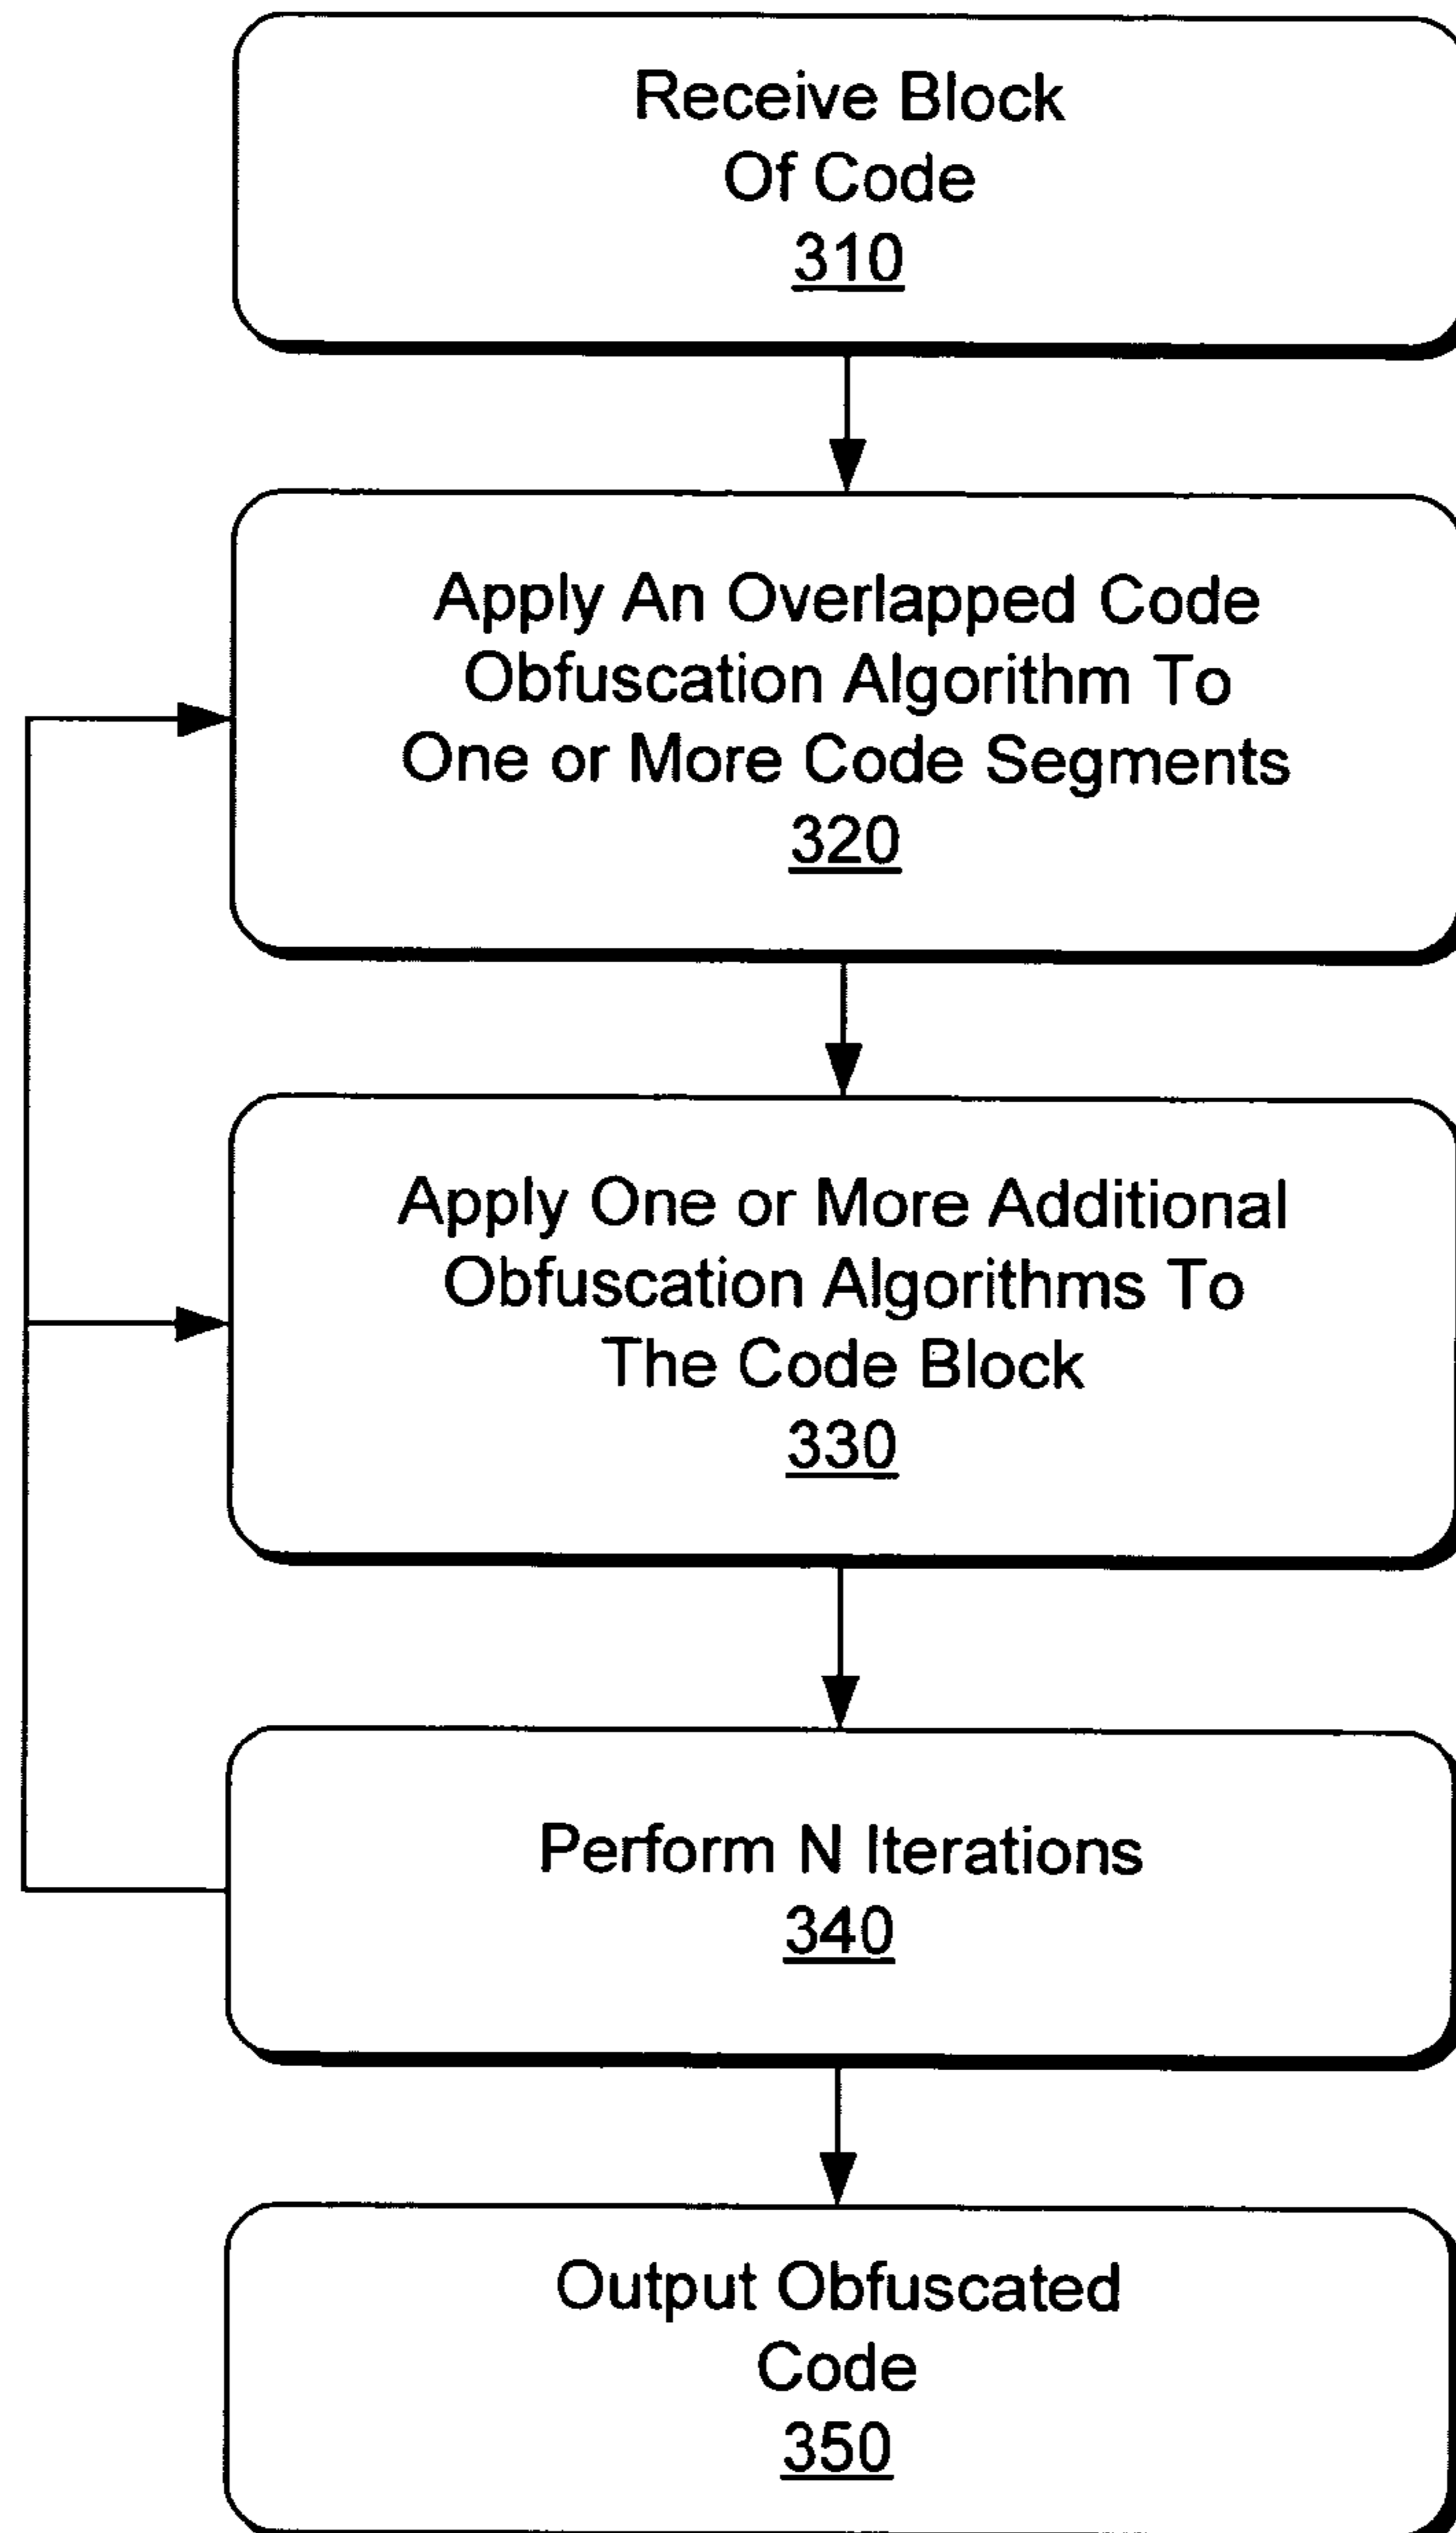 Receive Block
Of Code
310
Apply An Overlapped Code
Obfuscation Algorithm To
One or More Code Segments
320
Apply One or More Additional
Obfuscation Algorithms To
The Code Block
330
Perform N Iterations
340
Output Obfuscated
Code
350